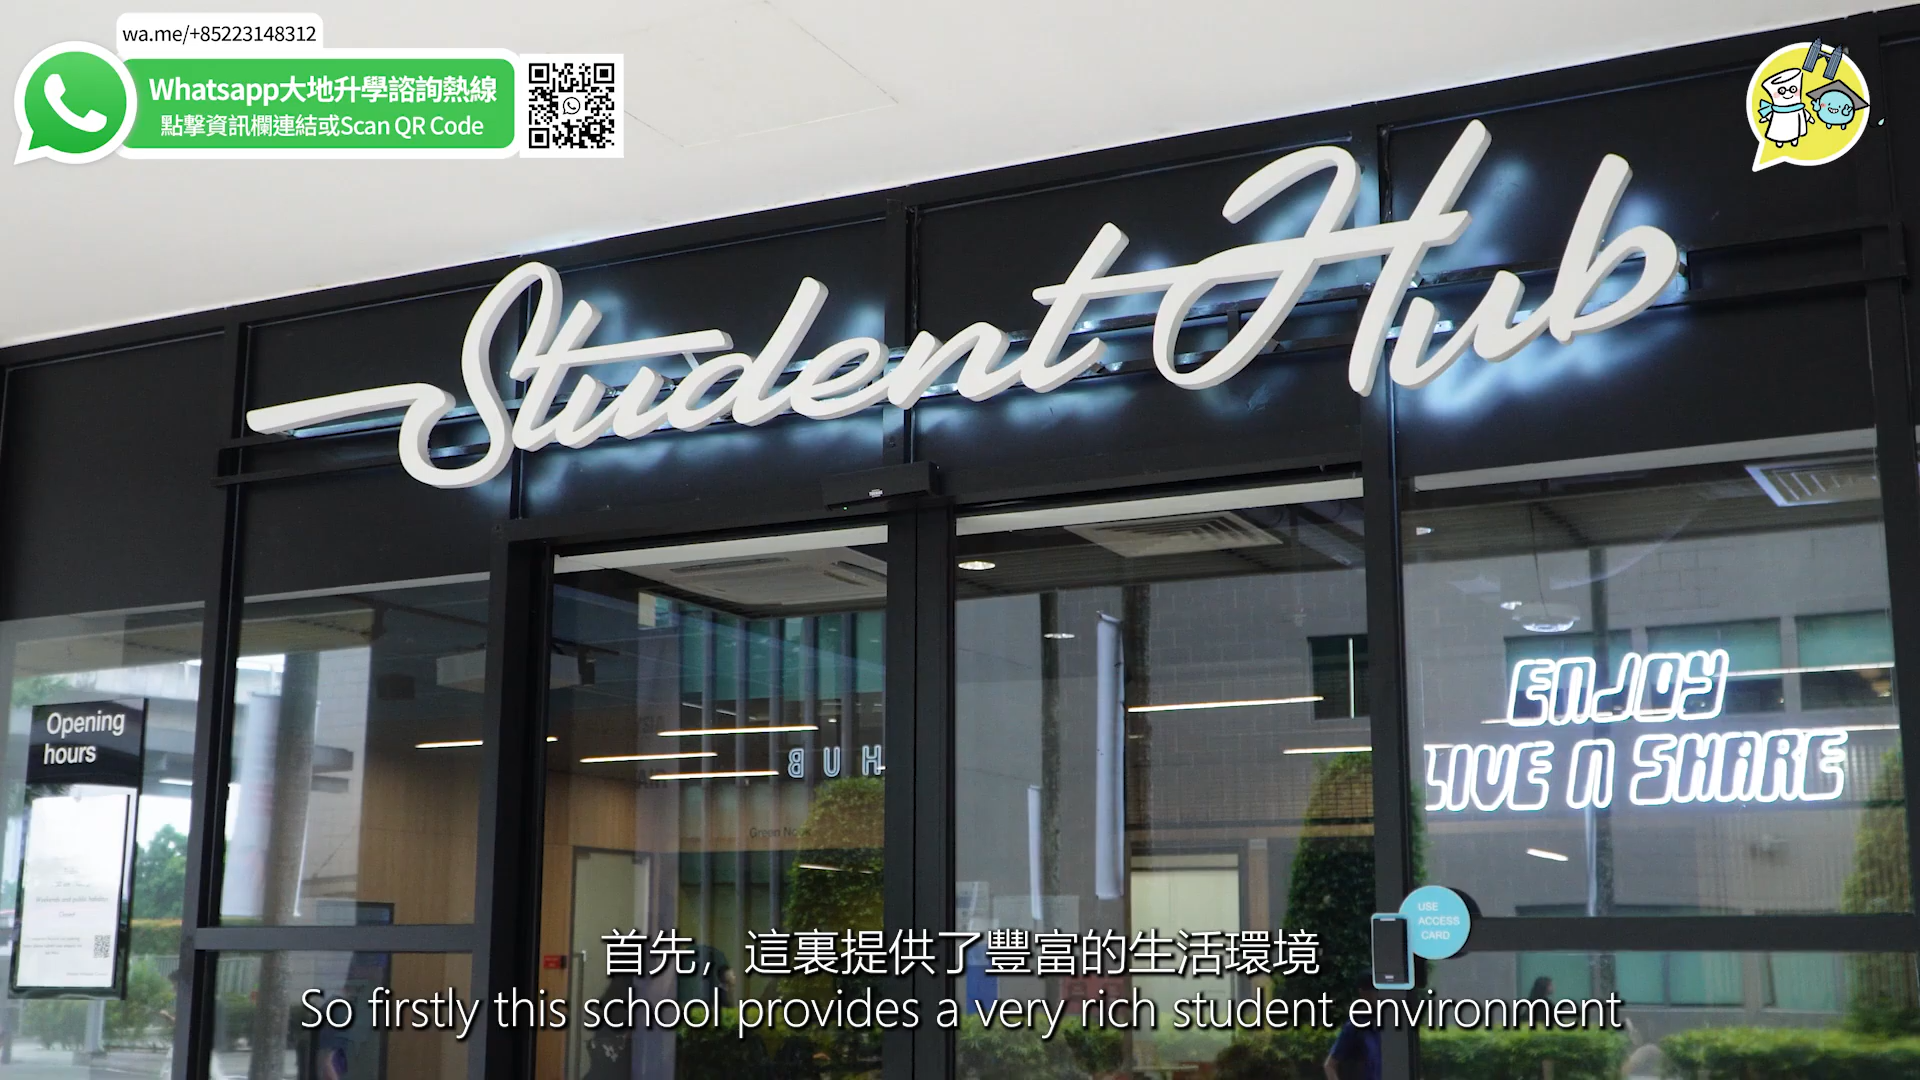 wa.me/+85223148312
Whatsapp大地升學諮詢熱線
點擊資訊欄連結或Scan QR Code
Student Hub
Opening
hours
HUB
ENJOY
LIVE N SHARE
USE
ACCESS
CARD
首先，這裏提供了豐富的生活環境
So firstly this school provides a very rich student environment